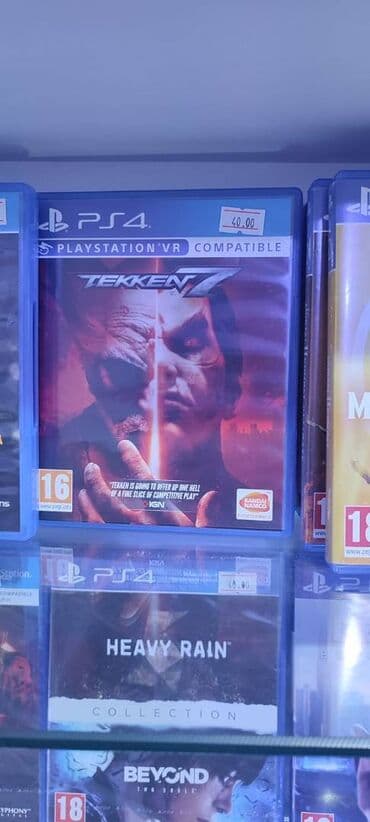 PS4
40.00
PLAYSTATION®VR COMPATIBLE
TEKKEN 7
16
"TEKKEN IS GOING TO OFFER UP ONE HELL
OF A FINE SLICE OF COMPETITIVE PLAY"
IGN
BANDAI
NAMCO
M
18
PS4
HEAVY RAIN™
COLLECTION
BEYOND
TWO SOULS
18